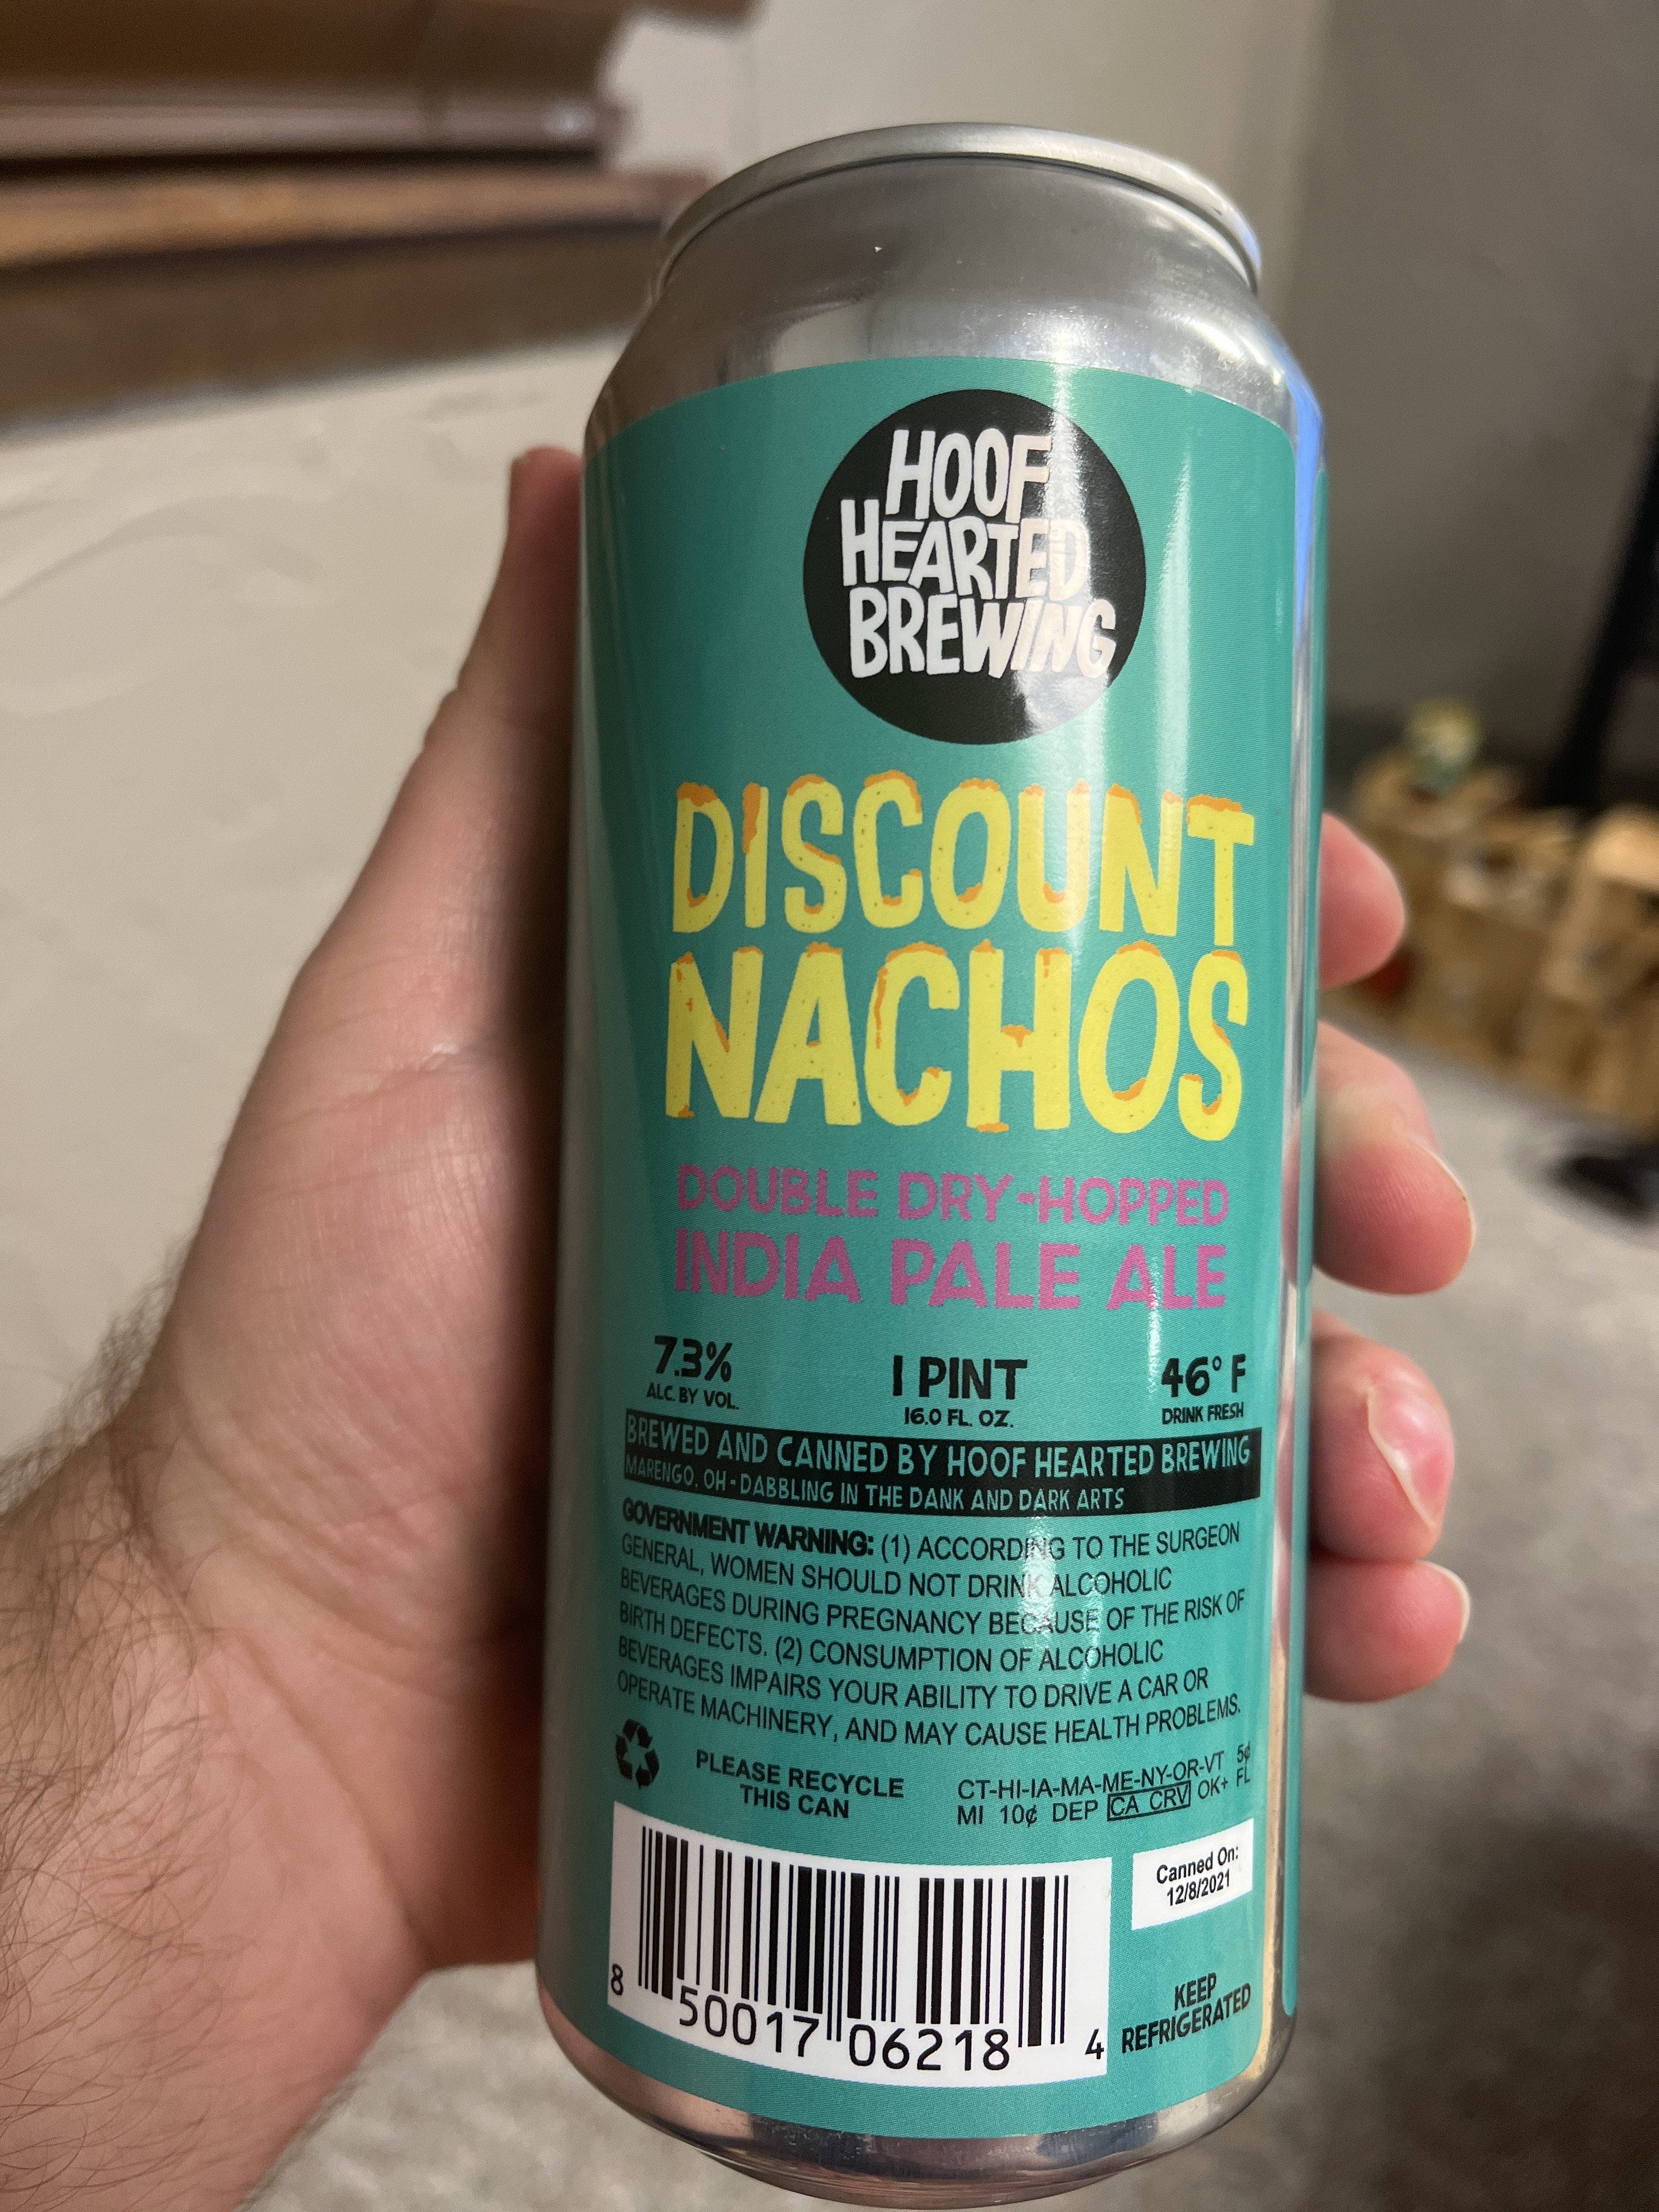 HOOF
HEARTED
BREWING
DISCOUNT
NACHOS
DOUBLE DRY-HOPPED
INDIA PALE ALE
7.3%
ALC. BY VOL.
1 PINT
16.0 FL. OZ.
46° F
DRINK FRESH
BREWED AND CANNED BY HOOF HEARTED BREWING
MARENGO, OH - DABBLING IN THE DANK AND DARK ARTS
GOVERNMENT WARNING: (1) ACCORDING TO THE SURGEON
GENERAL, WOMEN SHOULD NOT DRINK ALCOHOLIC
BEVERAGES DURING PREGNANCY BECAUSE OF THE RISK OF
BIRTH DEFECTS. (2) CONSUMPTION OF ALCOHOLIC
BEVERAGES IMPAIRS YOUR ABILITY TO DRIVE A CAR OR
OPERATE MACHINERY, AND MAY CAUSE HEALTH PROBLEMS.
PLEASE RECYCLE
THIS CAN
CT-HI-IA-MA-ME-NY-OR-VT 5¢
MI 10¢ DEP CA CRV OK+ FL
Canned On:
12/8/2021
8 50017 06218 4
KEEP
REFRIGERATED